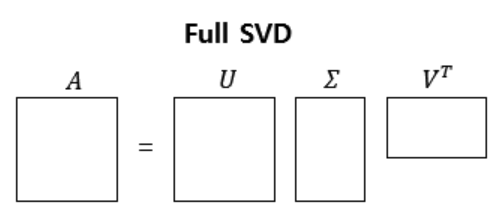 Full SVD
A U Σ V^T
=